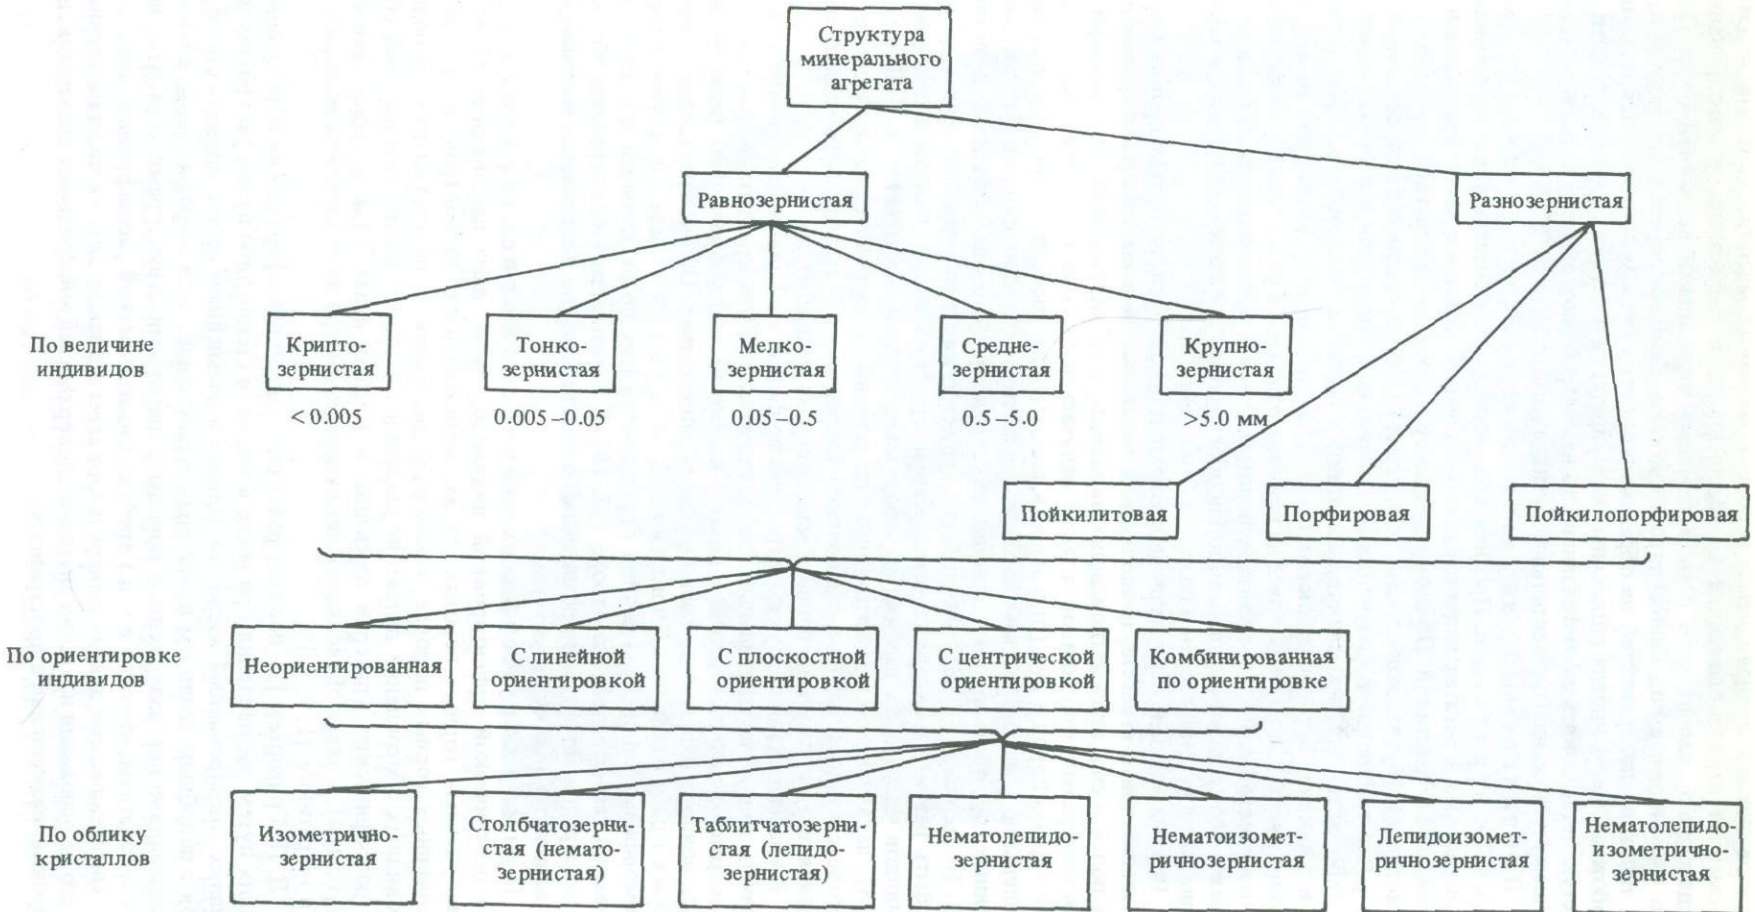 Структура
минерального
агрегата
Равнозернистая
Разнозернистая
По величине
индивидов
Крипто-
зернистая
Тонко-
зернистая
Мелко-
зернистая
Средне-
зернистая
Крупно-
зернистая
<0.005
0.005–0.05
0.05–0.5
0.5–5.0
>5.0 мм
Пойкилитовая
Порфировая
Пойкилопорфировая
По ориентировке
индивидов
Неориентированная
С линейной
ориентировкой
С плоскостной
ориентировкой
С центрической
ориентировкой
Комбинированная
по ориентировке
По облику
кристаллов
Изометрично-
зернистая
Столбчатозерни-
стая (немато-
зернистая)
Таблитчатозерни-
стая (лепидо-
зернистая)
Нематолепидо-
зернистая
Нематоизомет-
ричнозернистая
Лепидоизомет-
ричнозернистая
Нематолепидо-
изометрично-
зернистая